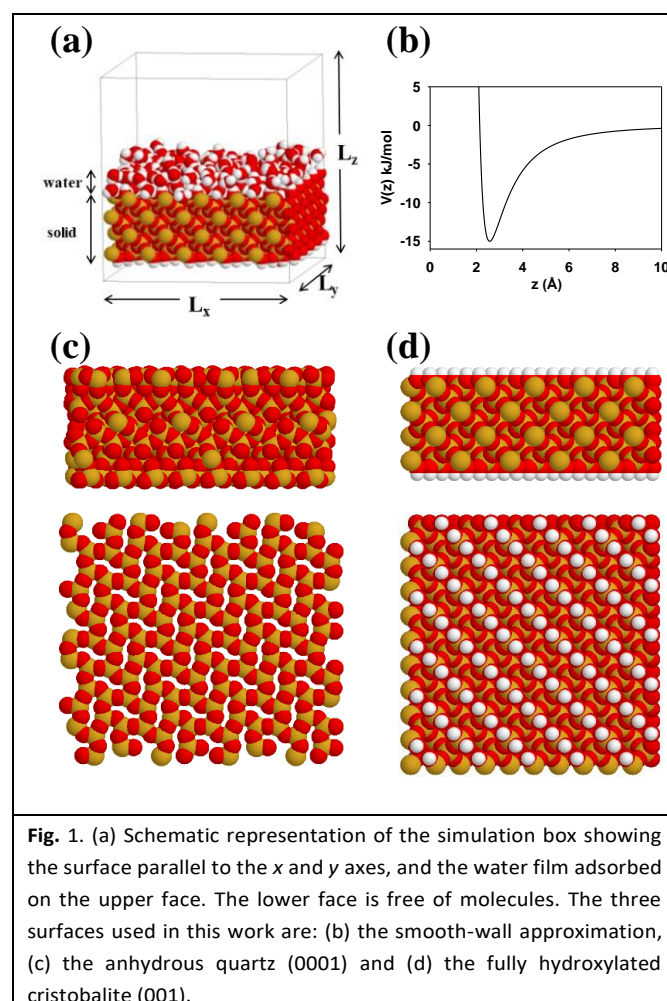 (a)
(b)
L_z
water
solid
L_y
L_x
V(z) kJ/mol
5
0
-5
-10
-15
0 2 4 6 8 10
z (Å)
(c)
(d)
Fig. 1. (a) Schematic representation of the simulation box showing
the surface parallel to the x and y axes, and the water film adsorbed
on the upper face. The lower face is free of molecules. The three
surfaces used in this work are: (b) the smooth-wall approximation,
(c) the anhydrous quartz (0001) and (d) the fully hydroxylated
cristobalite (001).